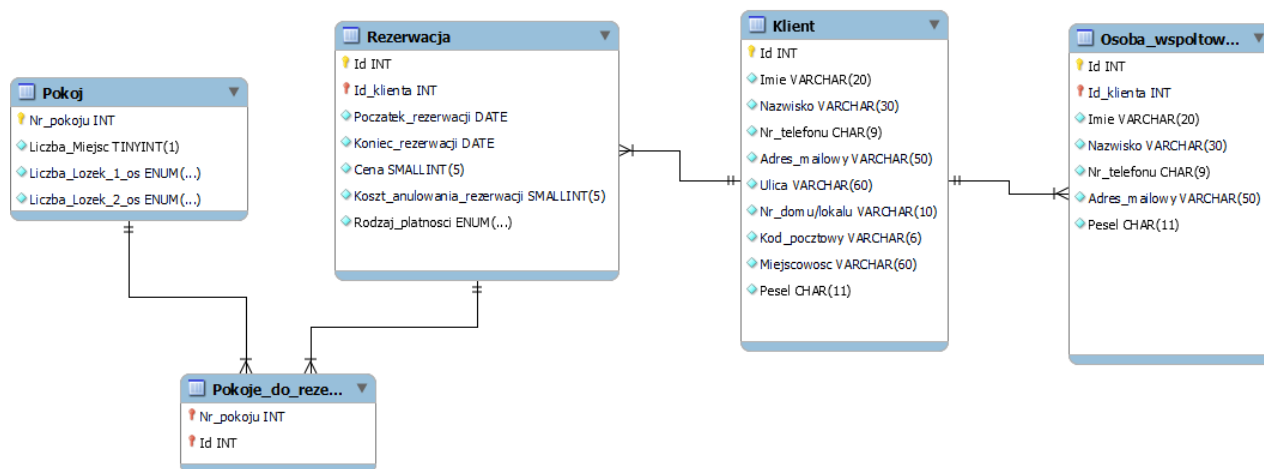 Pokoj
Nr_pokoju INT
Liczba_Miejsc TINYINT(1)
Liczba_Lozek_1_os ENUM(...)
Liczba_Lozek_2_os ENUM(...)
Rezerwacja
Id INT
Id_klienta INT
Poczatek_rezerwacji DATE
Koniec_rezerwacji DATE
Cena SMALLINT(5)
Koszt_anulowania_rezerwacji SMALLINT(5)
Rodzaj_platnosci ENUM(...)
Klient
Id INT
Imie VARCHAR(20)
Nazwisko VARCHAR(30)
Nr_telefonu CHAR(9)
Adres_mailowy VARCHAR(50)
Ulica VARCHAR(60)
Nr_domu/lokalu VARCHAR(10)
Kod_pocztowy VARCHAR(6)
Miejscowosc VARCHAR(60)
Pesel CHAR(11)
Osoba_wspoltow...
Id INT
Id_klienta INT
Imie VARCHAR(20)
Nazwisko VARCHAR(30)
Nr_telefonu CHAR(9)
Adres_mailowy VARCHAR(50)
Pesel CHAR(11)
Pokoje_do_reze...
Nr_pokoju INT
Id INT